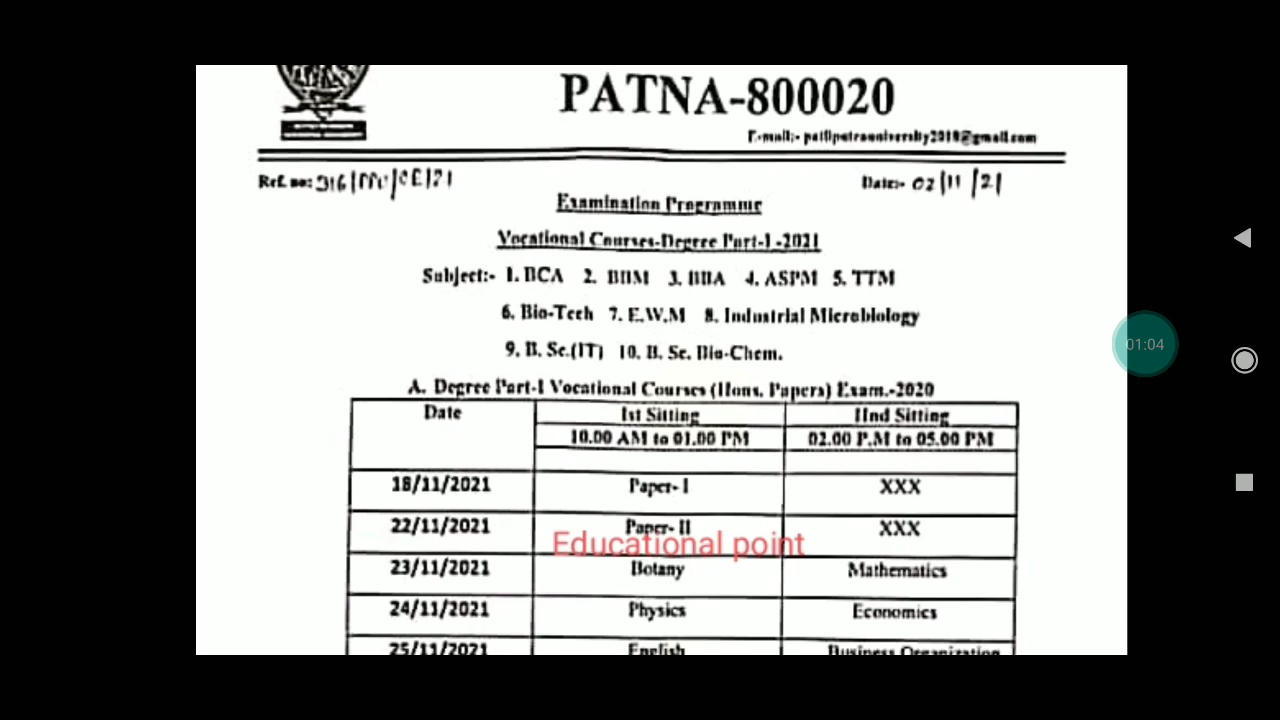 PATNA-800020
E-mail:- patliputrauniversity2018@gmail.com
Ref. no: 316/PPU/CE/21 Date:- 02/11/21
Examination Programme
Vocational Courses-Degree Part-I -2021
Subject:- 1. BCA 2. BBM 3. BBA 4. ASPM 5. TTM
6. Bio-Tech 7. E.W.M 8. Industrial Microbiology
9. B. Sc.(IT) 10. B. Sc. Bio-Chem.
A. Degree Part-I Vocational Courses (Hons. Papers) Exam.-2020
Date Ist Sitting IInd Sitting
10.00 AM to 01.00 PM 02.00 P.M to 05.00 PM
18/11/2021 Paper- I XXX
22/11/2021 Paper- II XXX
Educational point
23/11/2021 Botany Mathematics
24/11/2021 Physics Economics
25/11/2021 English Business Organization
01:04